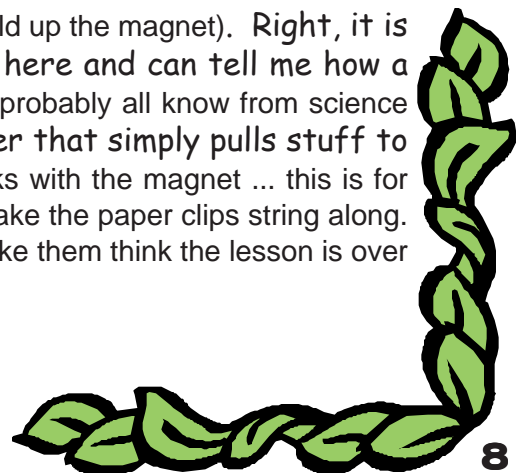 ld up the magnet). Right, it is
here and can tell me how a
probably all know from science
er that simply pulls stuff to
ks with the magnet ... this is for
ake the paper clips string along.
ke them think the lesson is over
8